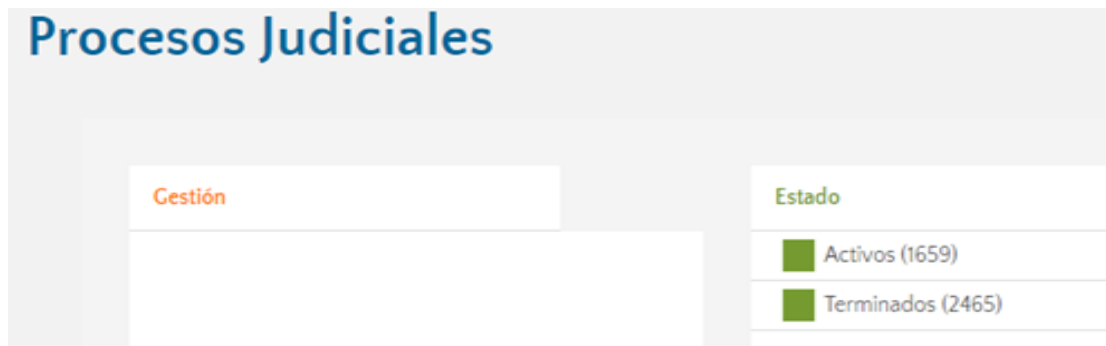 Procesos Judiciales
Gestión
Estado
Activos (1659)
Terminados (2465)